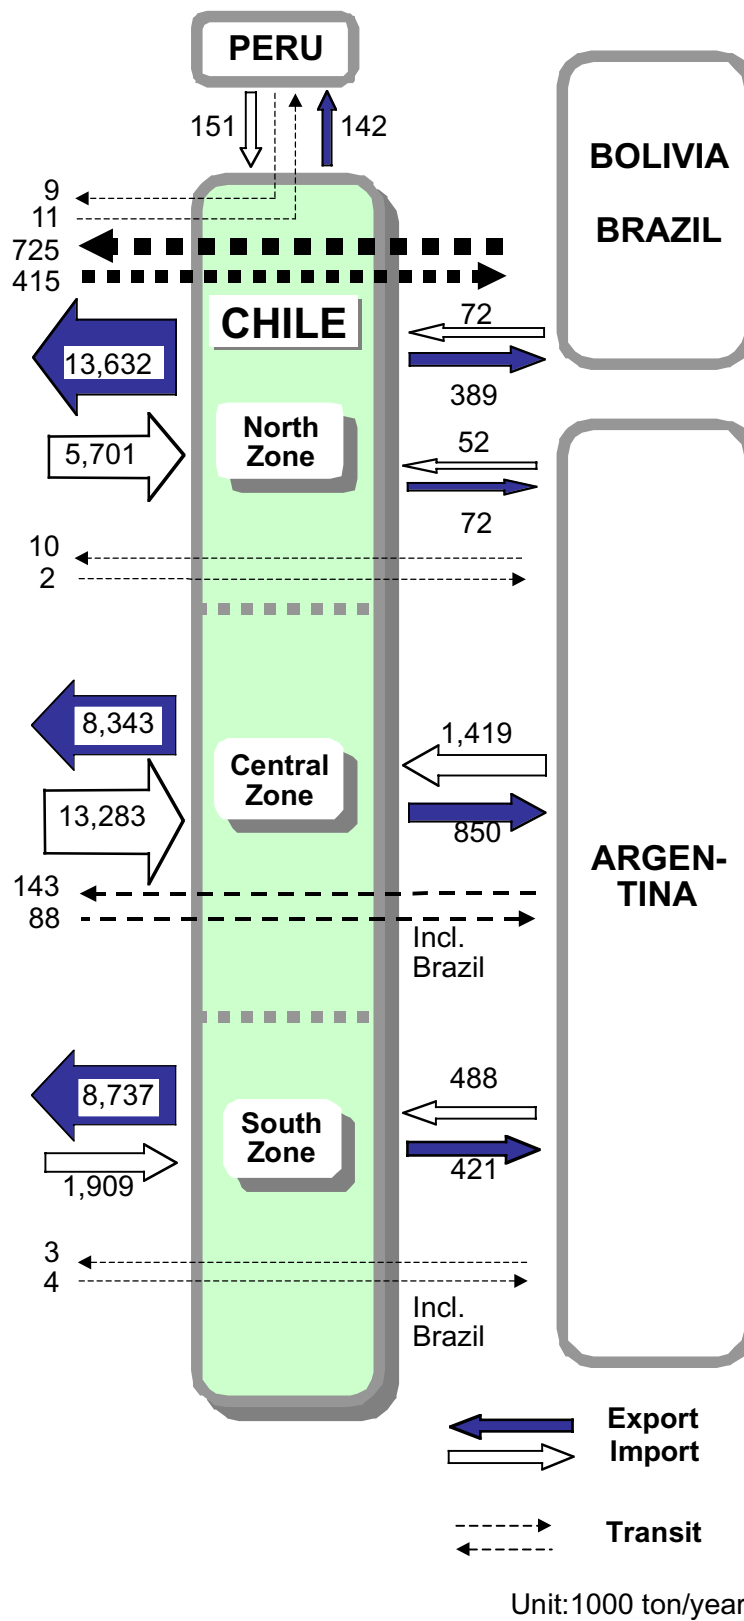 PERU
151
142
BOLIVIA
BRAZIL
9
11
725
415
CHILE
72
13,632
389
North
Zone
5,701
52
72
10
2
8,343
1,419
Central
Zone
13,283
850
ARGEN-
TINA
143
88
Incl.
Brazil
8,737
488
South
Zone
1,909
421
3
4
Incl.
Brazil
Export
Import
Transit
Unit:1000 ton/year